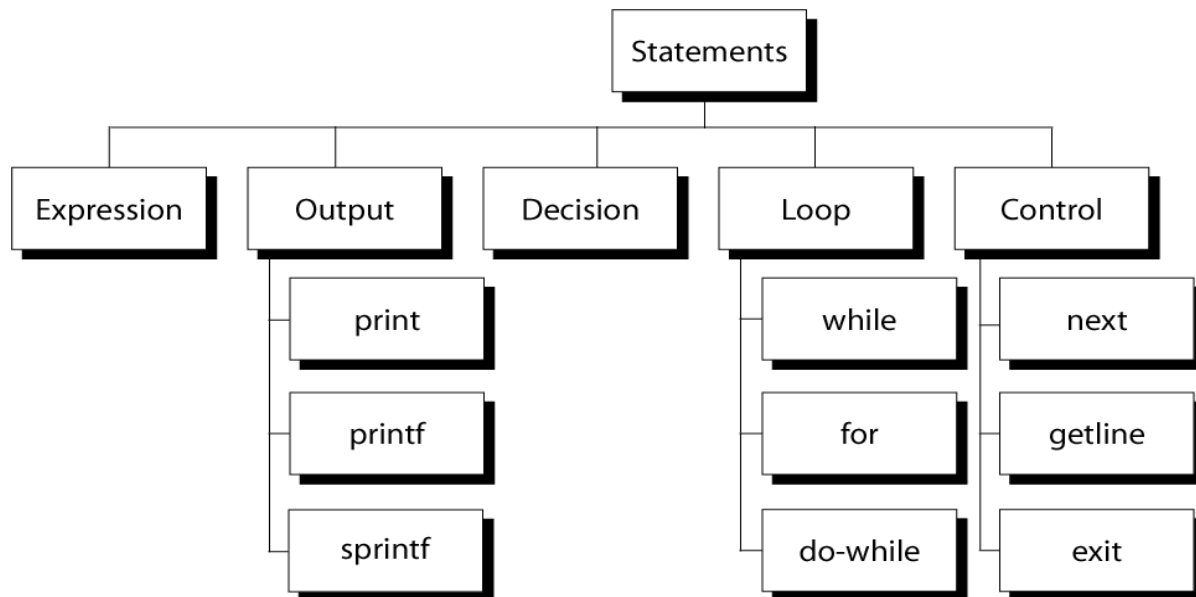 Statements
Expression
Output
Decision
Loop
Control
print
while
next
printf
for
getline
sprintf
do-while
exit